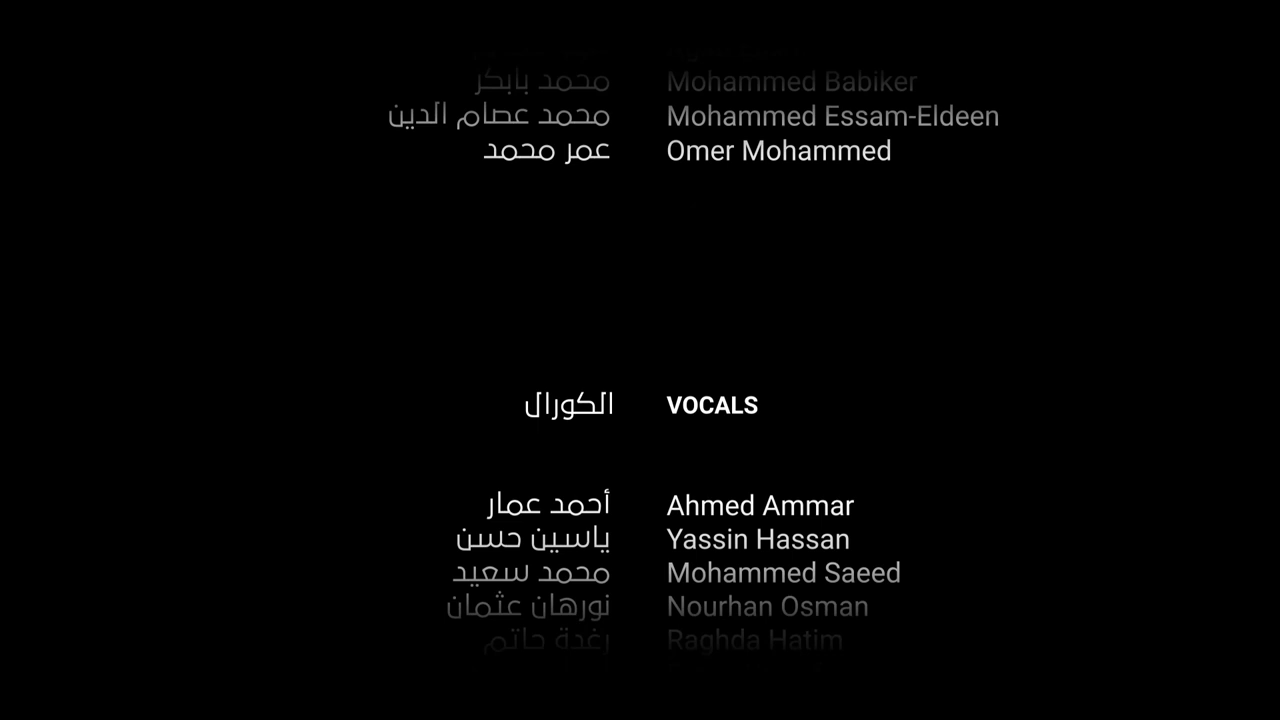 محمد بابكر Mohammed Babiker
محمد عصام الدين Mohammed Essam-Eldeen
عمر محمد Omer Mohammed
الكورال VOCALS
أحمد عمار Ahmed Ammar
ياسين حسن Yassin Hassan
محمد سعيد Mohammed Saeed
نورهان عثمان Nourhan Osman
رغدة حاتم Raghda Hatim